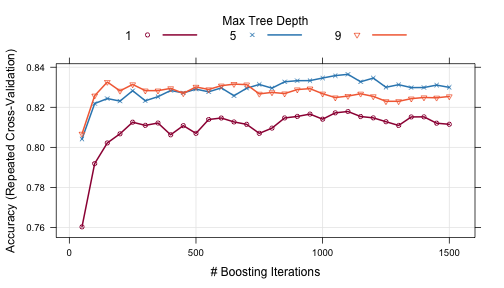 Max Tree Depth
1 5 9
Accuracy (Repeated Cross-Validation)
0.84
0.82
0.80
0.78
0.76
0 500 1000 1500
# Boosting Iterations